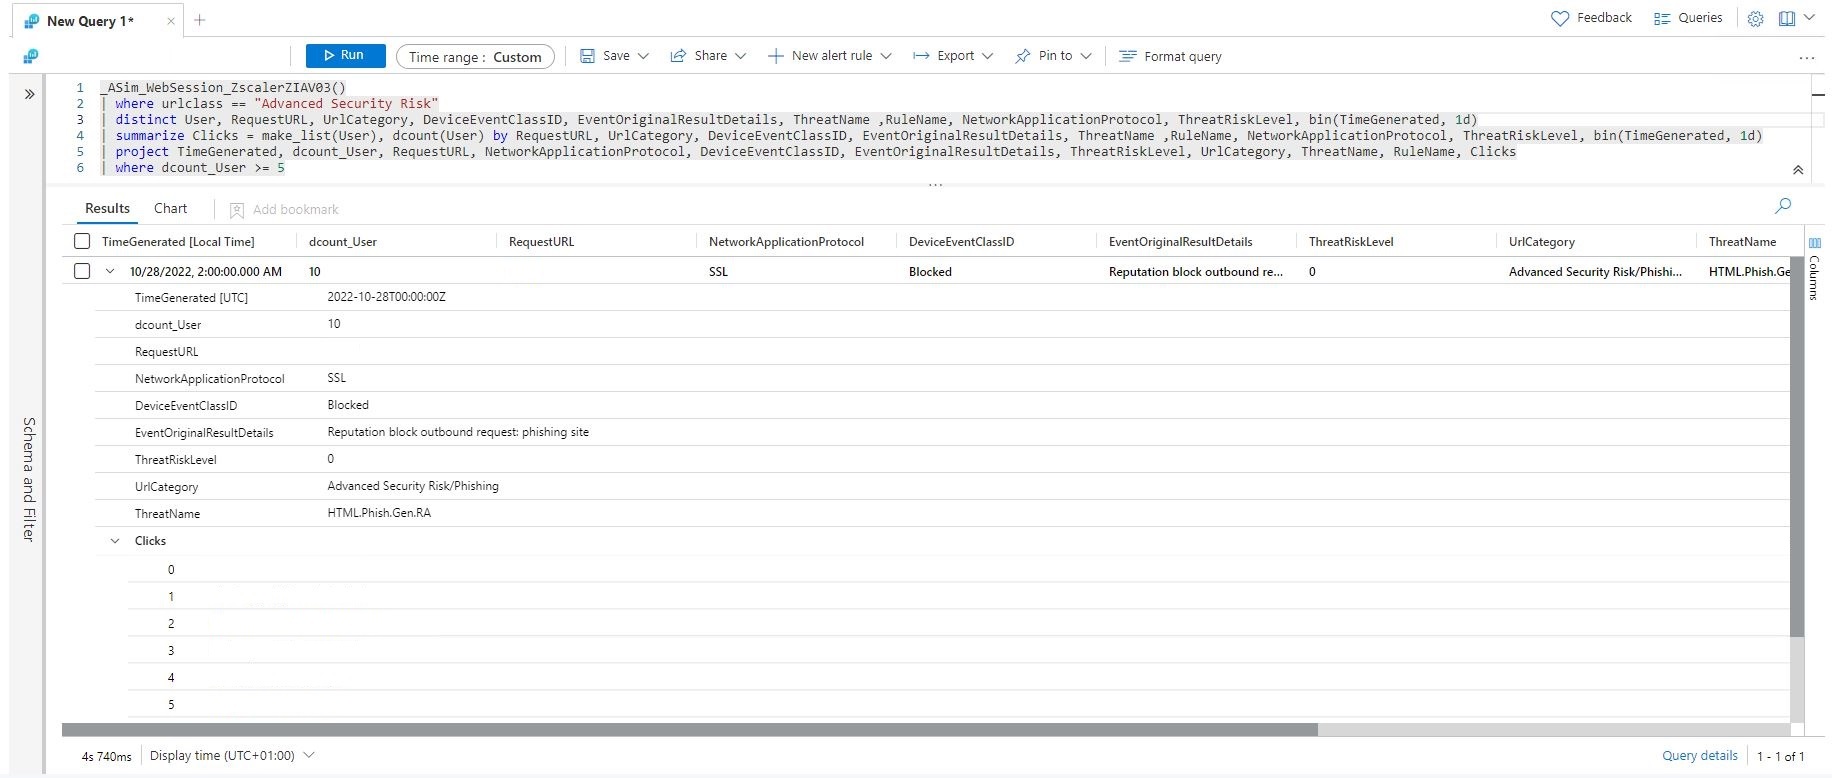 New Query 1*
Feedback
Queries
Run
Time range : Custom
Save
Share
New alert rule
Export
Pin to
Format query
Schema and Filter
1 _ASim_WebSession_ZscalerZIAV03()
2 | where urlclass == "Advanced Security Risk"
3 | distinct User, RequestURL, UrlCategory, DeviceEventClassID, EventOriginalResultDetails, ThreatName ,RuleName, NetworkApplicationProtocol, ThreatRiskLevel, bin(TimeGenerated, 1d)
4 | summarize Clicks = make_list(User), dcount(User) by RequestURL, UrlCategory, DeviceEventClassID, EventOriginalResultDetails, ThreatName ,RuleName, NetworkApplicationProtocol, ThreatRiskLevel, bin(TimeGenerated, 1d)
5 | project TimeGenerated, dcount_User, RequestURL, NetworkApplicationProtocol, DeviceEventClassID, EventOriginalResultDetails, ThreatRiskLevel, UrlCategory, ThreatName, RuleName, Clicks
6 | where dcount_User >= 5
Results
Chart
Add bookmark
TimeGenerated [Local Time] dcount_User RequestURL NetworkApplicationProtocol DeviceEventClassID EventOriginalResultDetails ThreatRiskLevel UrlCategory ThreatName
10/28/2022, 2:00:00.000 AM 10 SSL Blocked Reputation block outbound re... 0 Advanced Security Risk/Phishi... HTML.Phish.Ge
TimeGenerated [UTC] 2022-10-28T00:00:00Z
dcount_User 10
RequestURL
NetworkApplicationProtocol SSL
DeviceEventClassID Blocked
EventOriginalResultDetails Reputation block outbound request: phishing site
ThreatRiskLevel 0
UrlCategory Advanced Security Risk/Phishing
ThreatName HTML.Phish.Gen.RA
Clicks
0
1
2
3
4
5
Columns
4s 740ms
Display time (UTC+01:00)
Query details
1 - 1 of 1